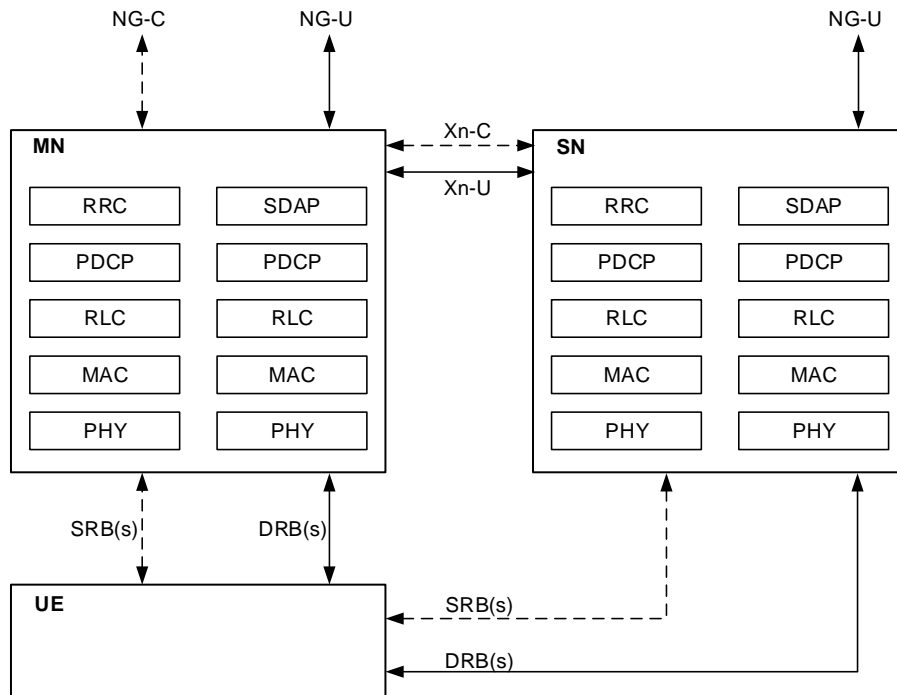 NG-C
NG-U
NG-U
MN
Xn-C
SN
Xn-U
RRC
SDAP
RRC
SDAP
PDCP
PDCP
PDCP
PDCP
RLC
RLC
RLC
RLC
MAC
MAC
MAC
MAC
PHY
PHY
PHY
PHY
SRB(s)
DRB(s)
UE
SRB(s)
DRB(s)